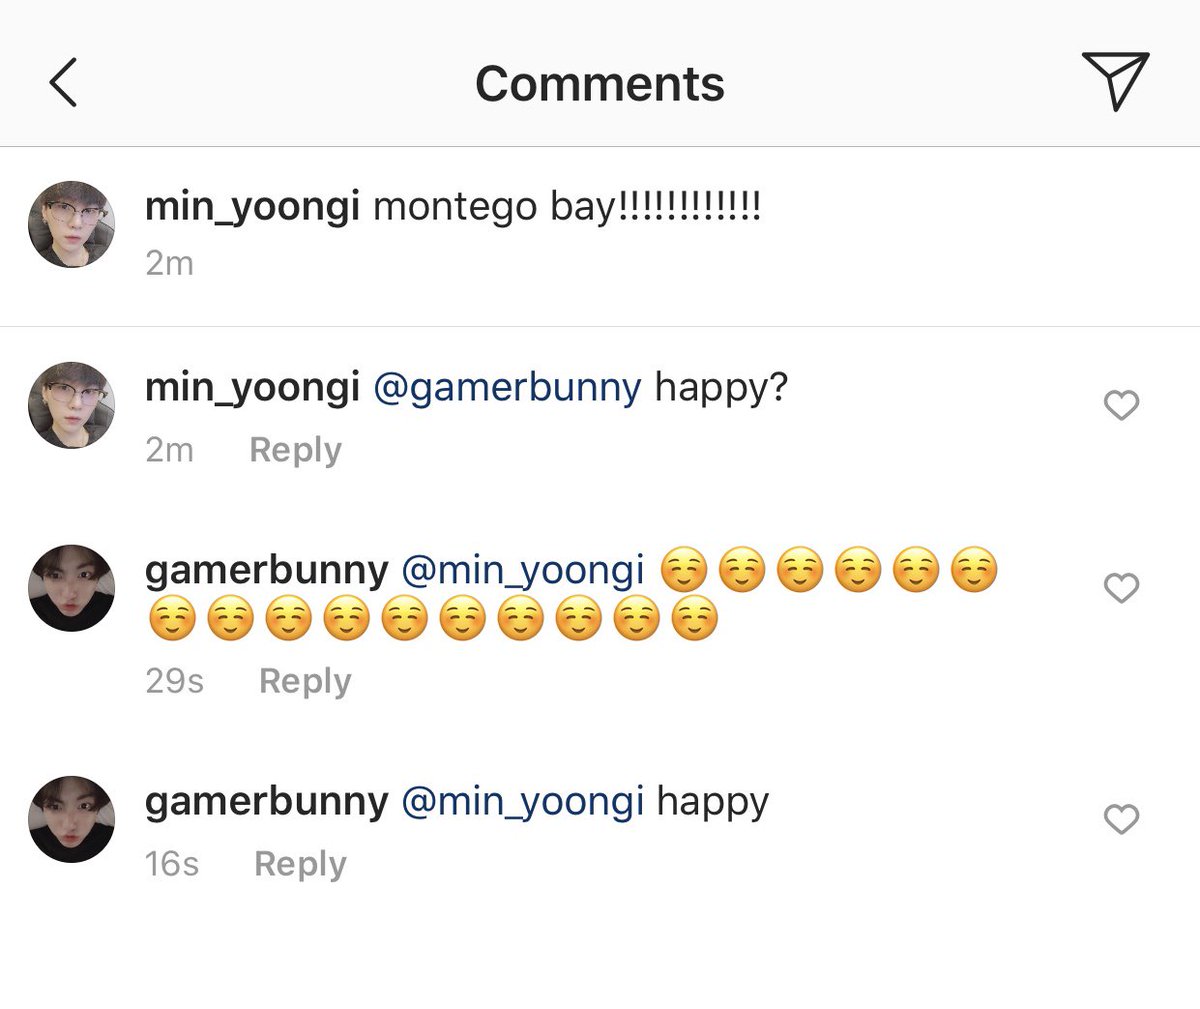 Comments
min_yoongi montego bay!!!!!!!!!!!!
2m
min_yoongi @gamerbunny happy?
2m Reply
gamerbunny @min_yoongi ☺️☺️☺️☺️☺️☺️
☺️☺️☺️☺️☺️☺️☺️☺️☺️☺️
29s Reply
gamerbunny @min_yoongi happy
16s Reply